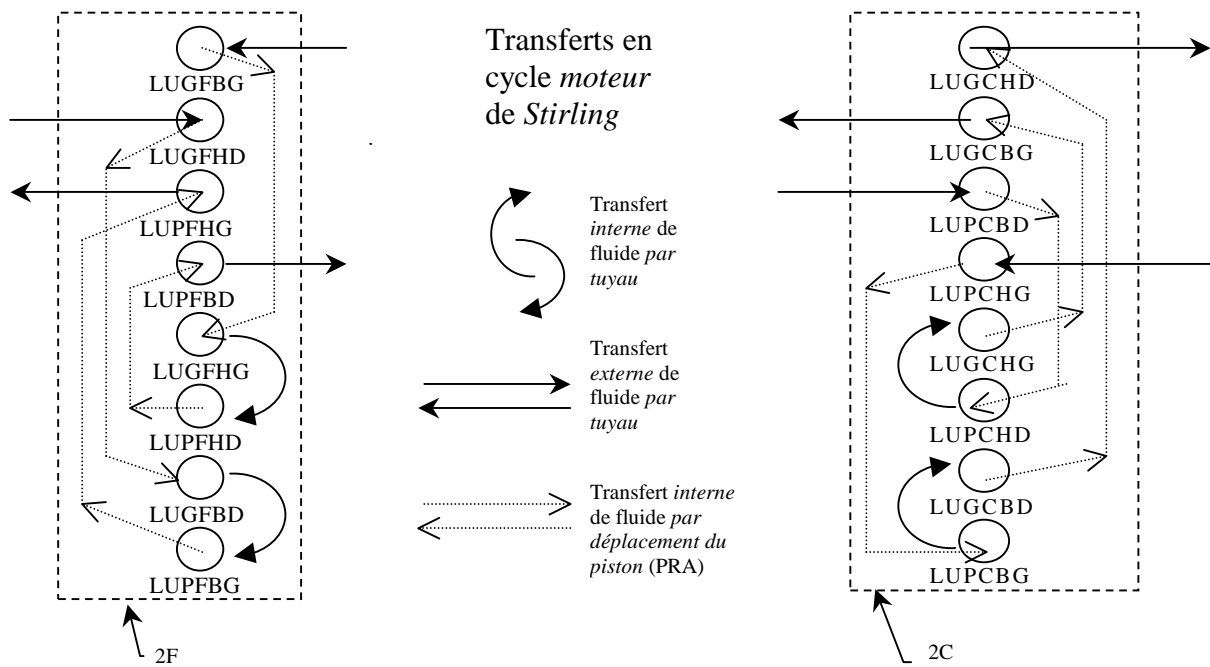 LUGFBG
LUGFHD
LUPFHG
LUPFBD
LUGFHG
LUPFHD
LUGFBD
LUPFBG
2F
Transferts en
cycle moteur
de Stirling
Transfert
interne de
fluide par
tuyau
Transfert
externe de
fluide par
tuyau
Transfert interne
de fluide par
déplacement du
piston (PRA)
LUGCHD
LUGCBG
LUPCBD
LUPCHG
LUGCHG
LUPCHD
LUGCBD
LUPCBG
2C